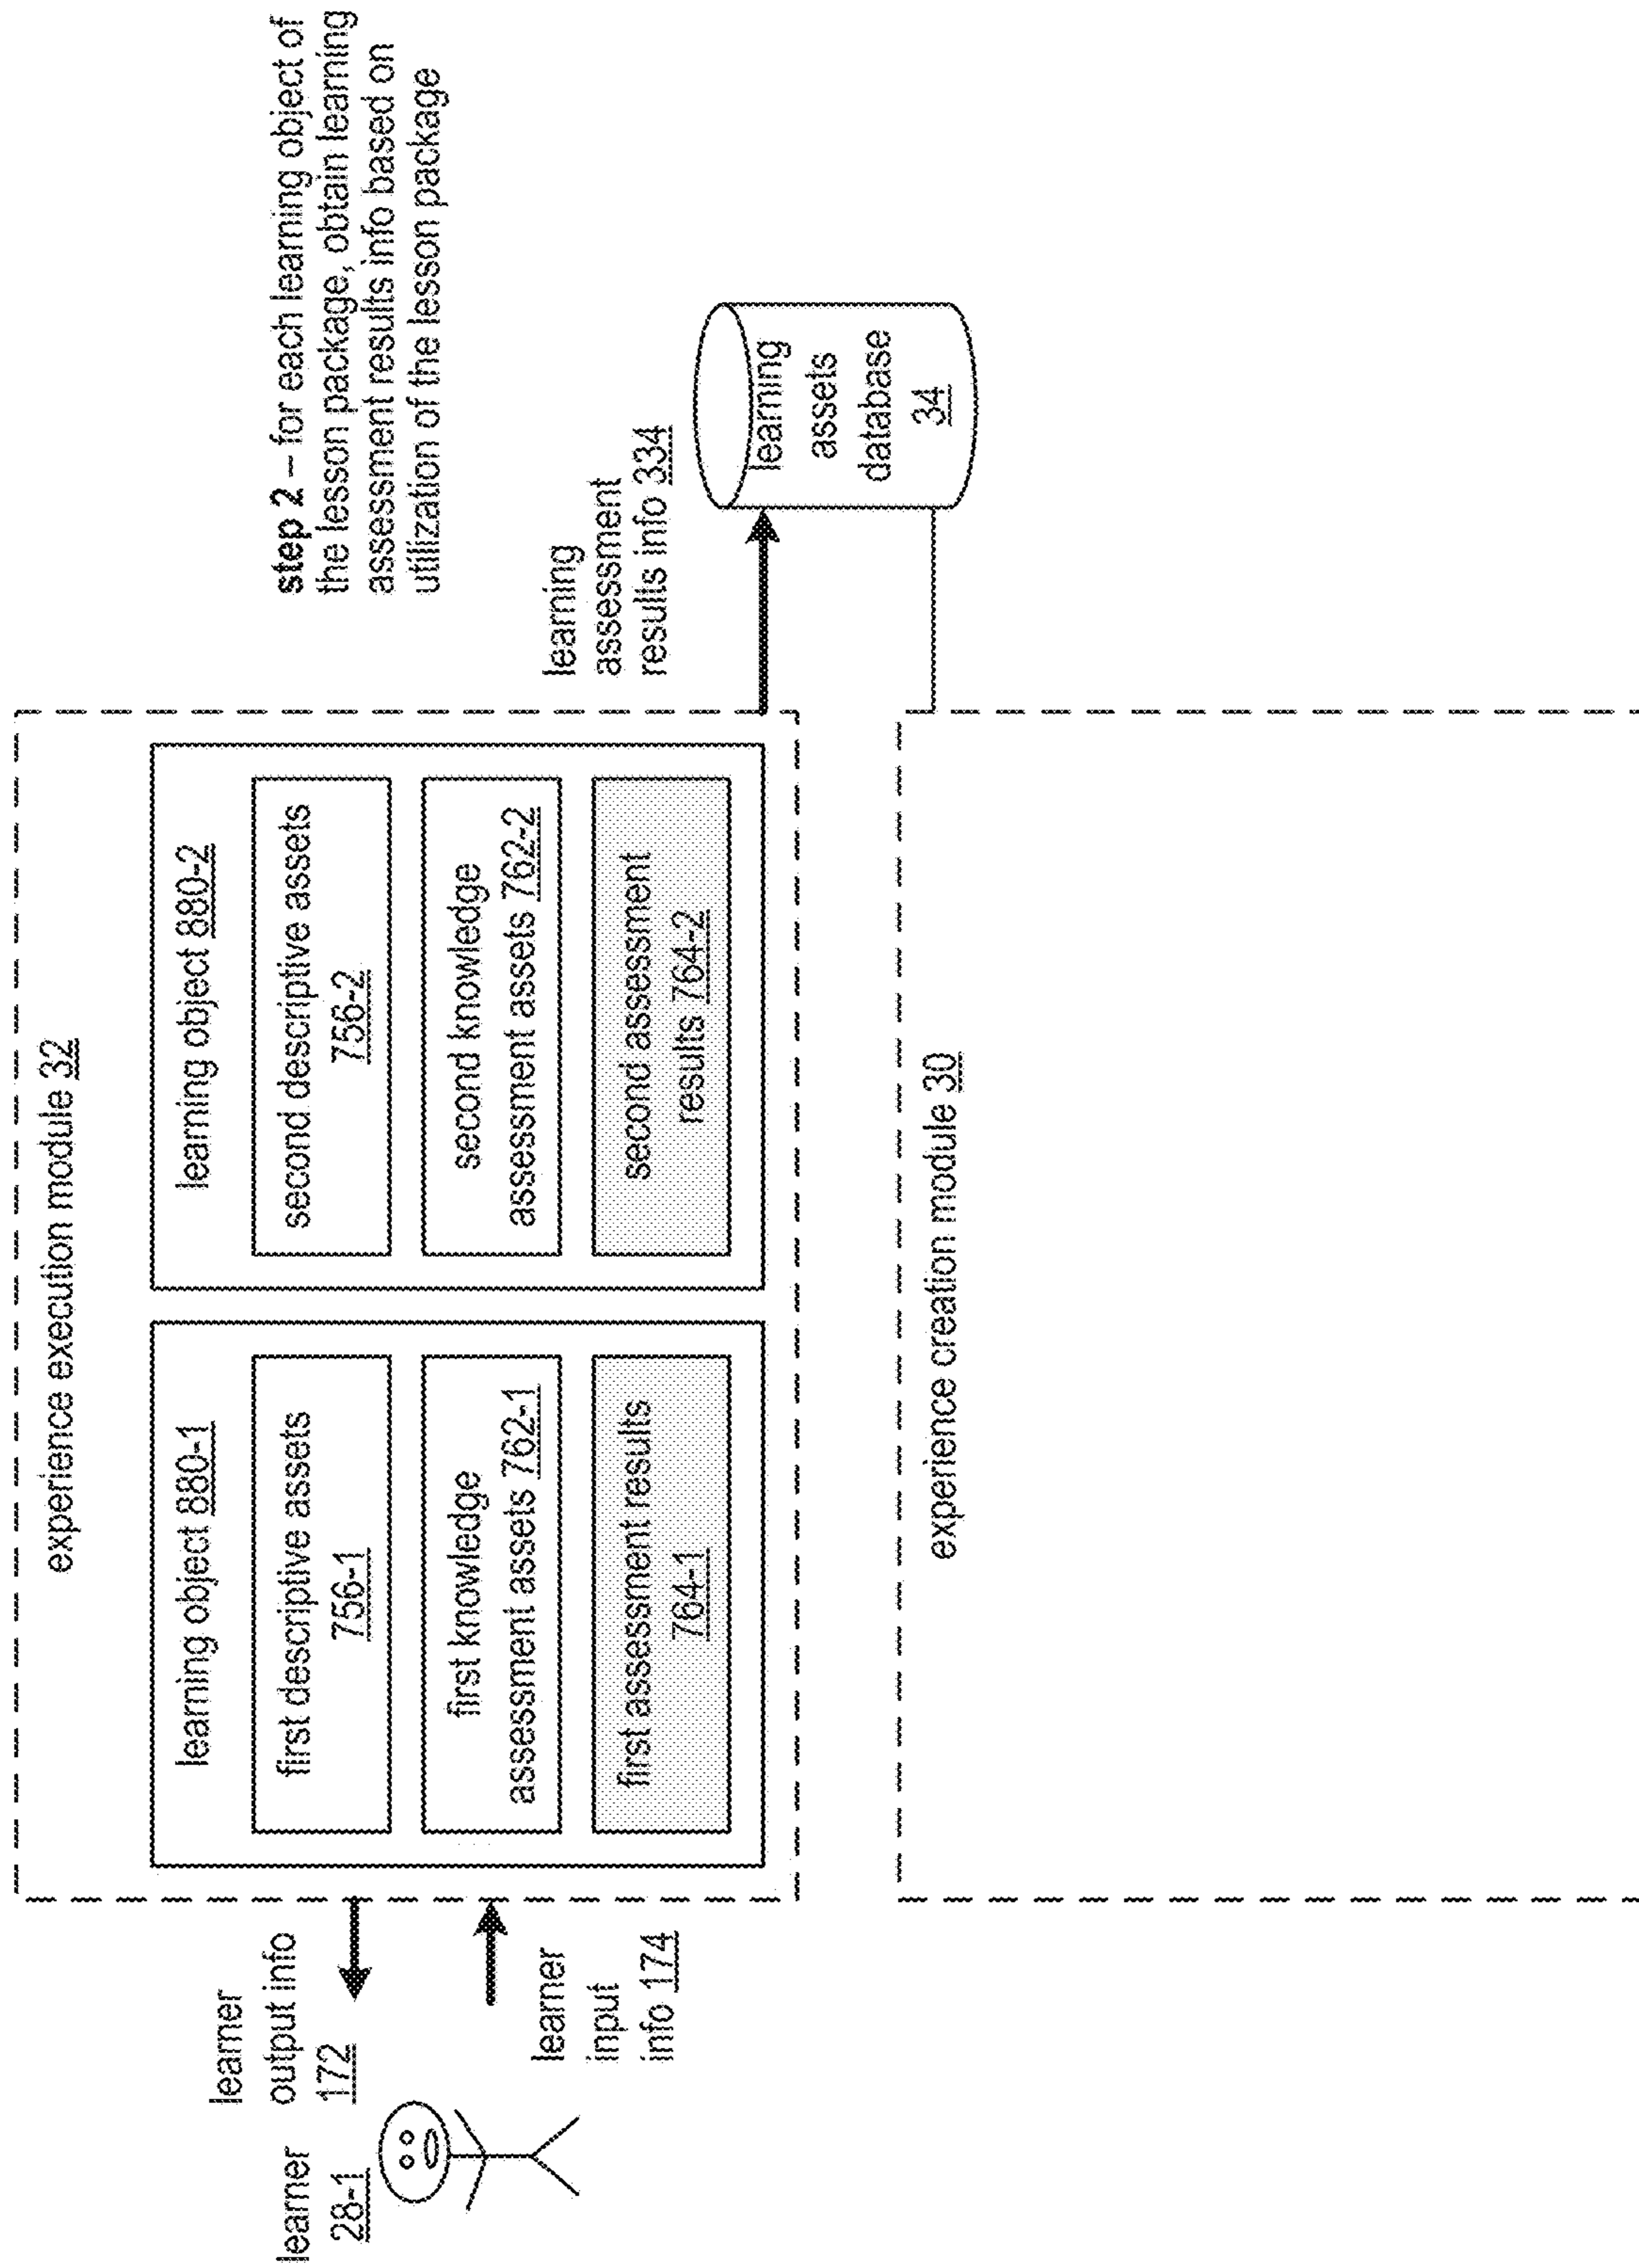 experience execution module 32
learning object 880-1
first descriptive assets
756-1
first knowledge
assessment assets 762-1
first assessment results
764-1
learning object 880-2
second descriptive assets
756-2
second knowledge
assessment assets 762-2
second assessment
results 764-2
learner
28-1
learner
output info
172
learner
input
info 174
step 2 – for each learning object of
the lesson package, obtain learning
assessment results info based on
utilization of the lesson package
learning
assessment
results info 334
learning
assets
database
34
experience creation module 30